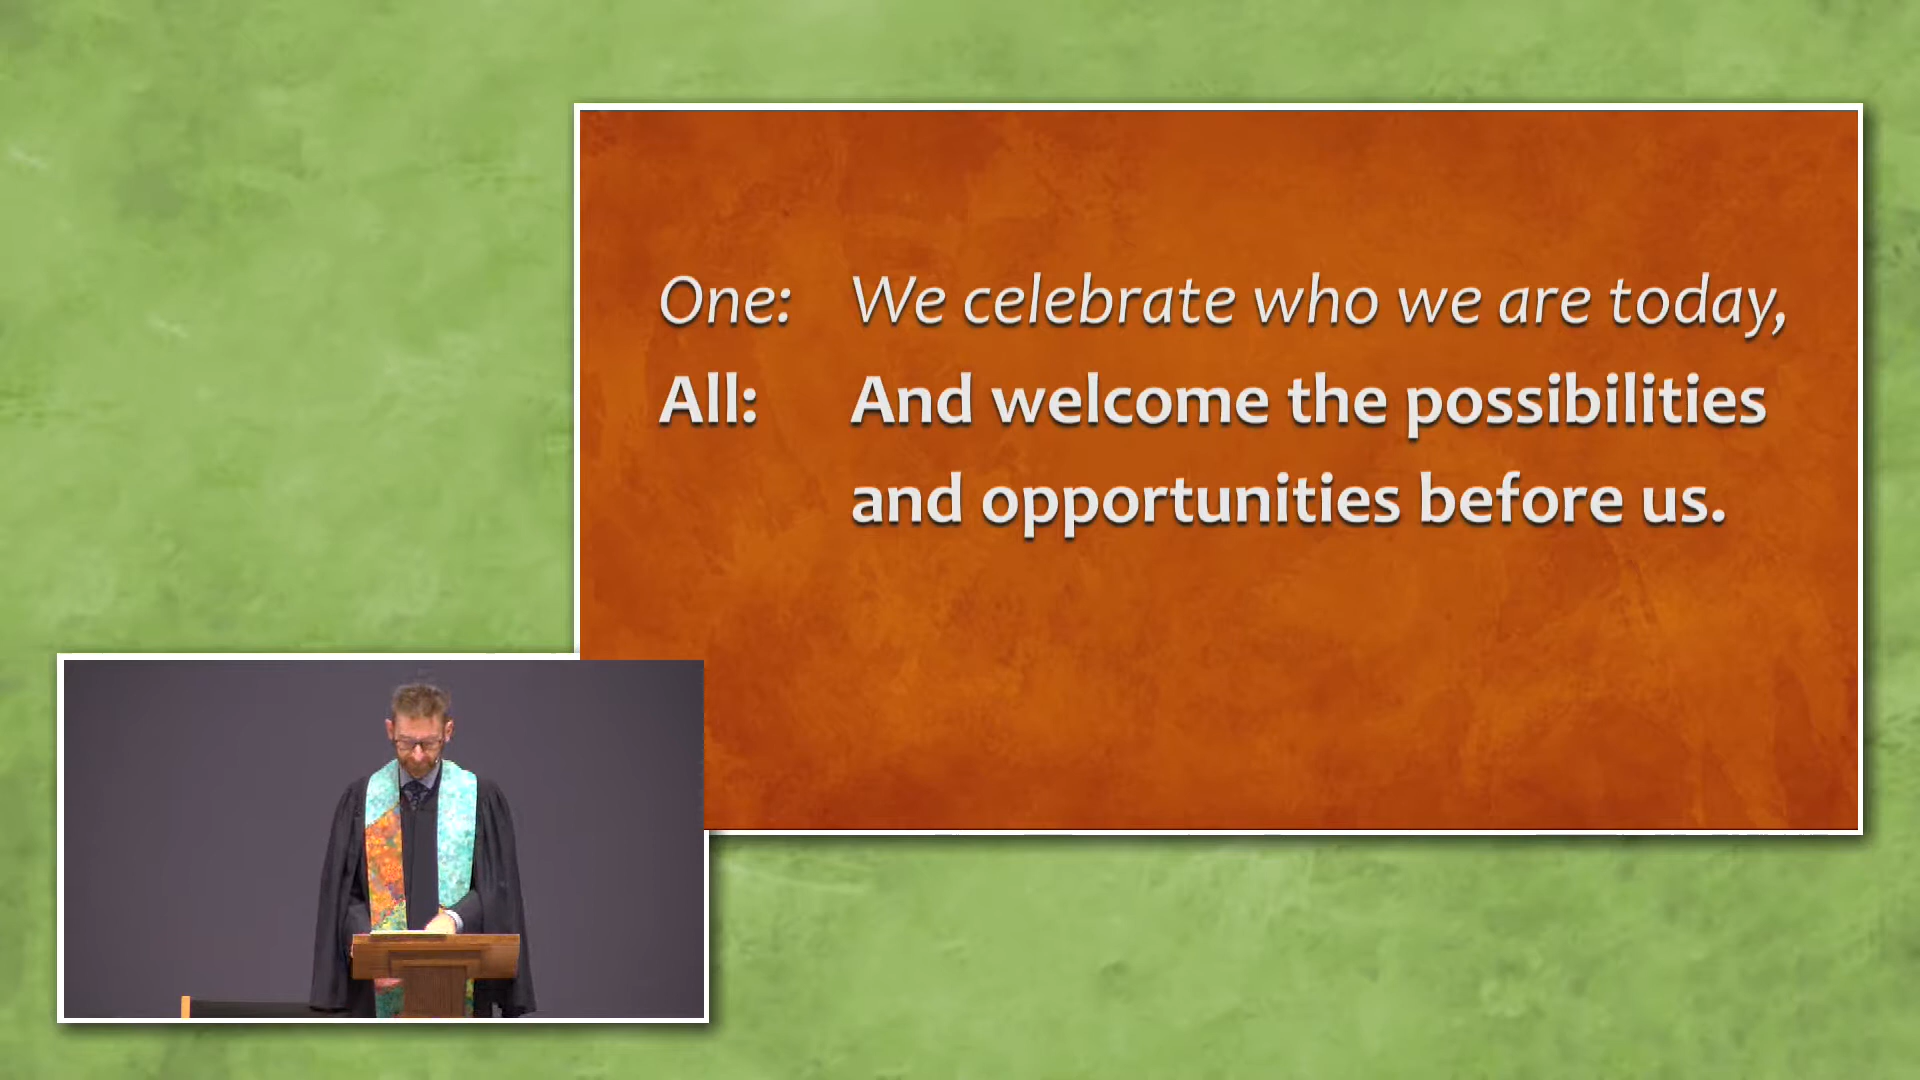 One: We celebrate who we are today,
All: And welcome the possibilities
and opportunities before us.